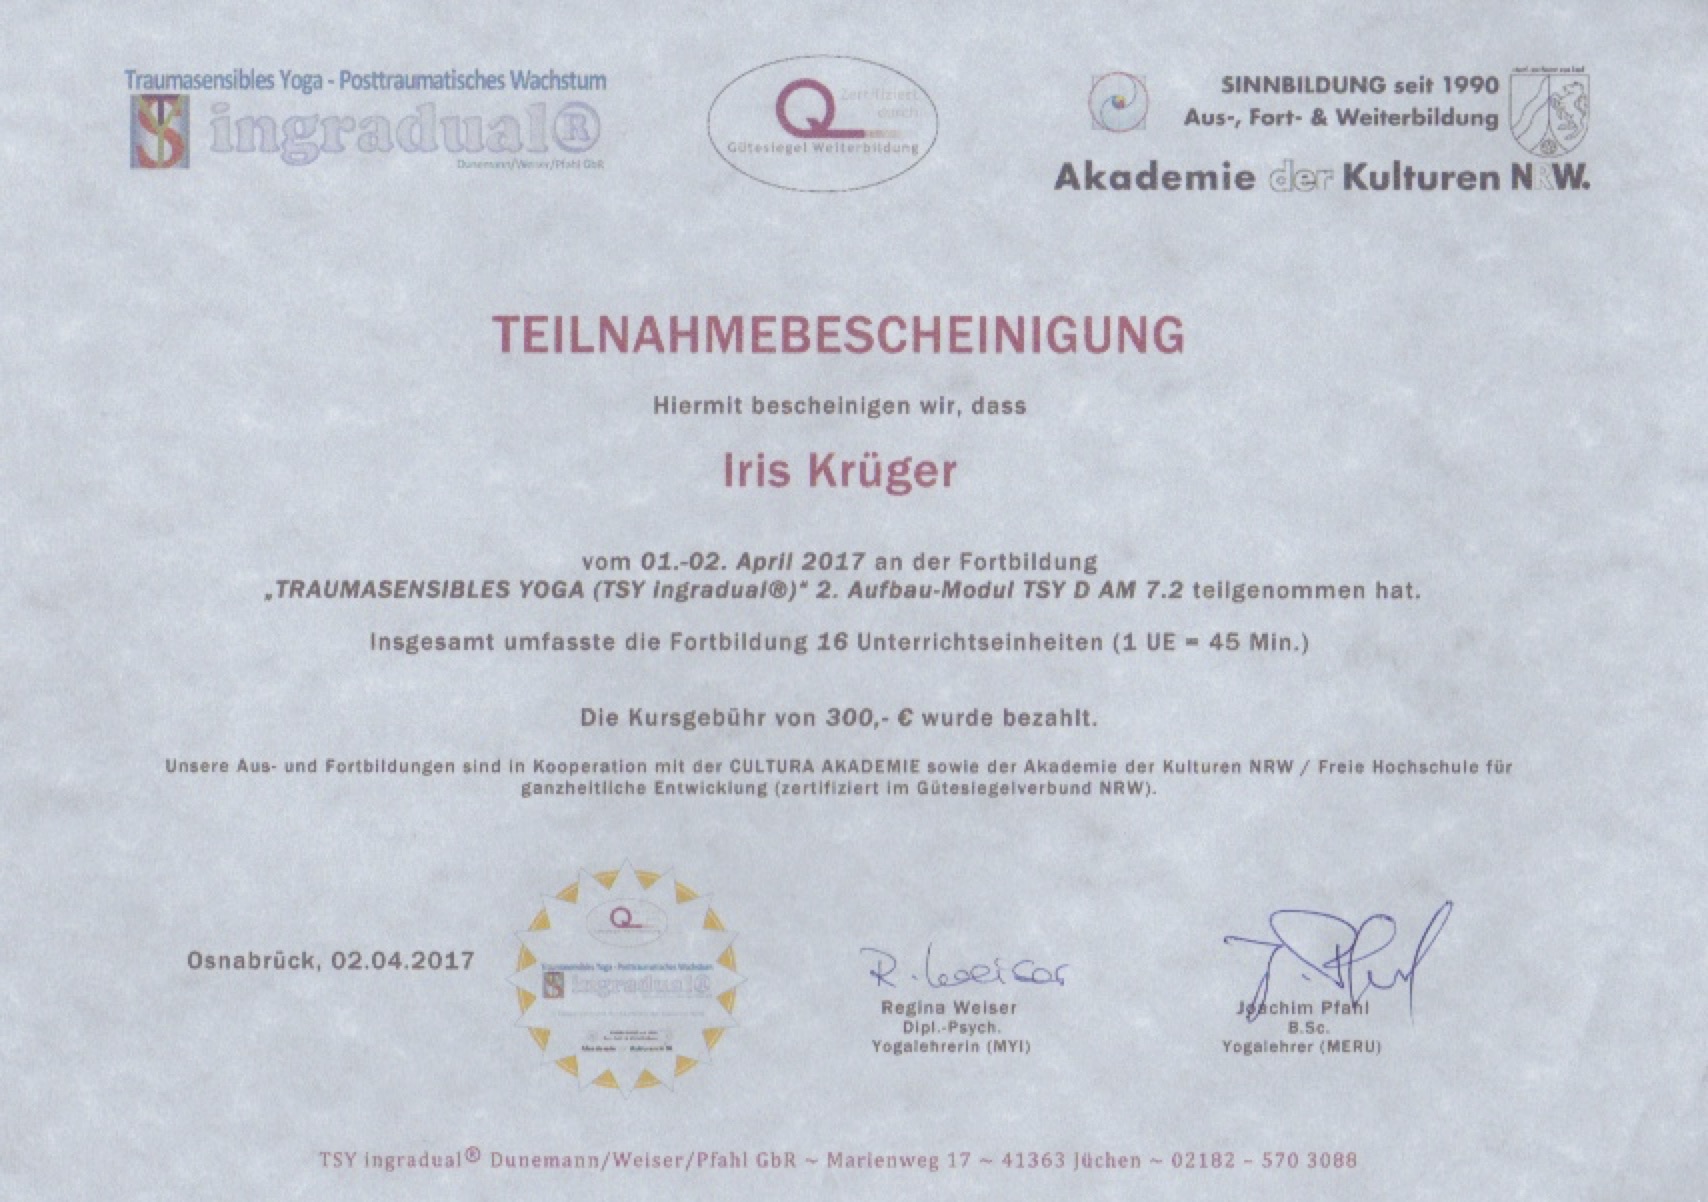 Traumasensibles Yoga - Posttraumatisches Wachstum
TSY ingradual®
Dunemann/Weiser/Pfahl GbR
Zertifiziert
durch
Q
Gütesiegel Weiterbildung
SINNBILDUNG seit 1990
Aus-, Fort- & Weiterbildung
Akademie der Kulturen NRW.
TEILNAHMEBESCHEINIGUNG
Hiermit bescheinigen wir, dass
Iris Krüger
vom 01.-02. April 2017 an der Fortbildung
„TRAUMASENSIBLES YOGA (TSY ingradual®)“ 2. Aufbau-Modul TSY D AM 7.2 teilgenommen hat.
Insgesamt umfasste die Fortbildung 16 Unterrichtseinheiten (1 UE = 45 Min.)
Die Kursgebühr von 300,- € wurde bezahlt.
Unsere Aus- und Fortbildungen sind in Kooperation mit der CULTURA AKADEMIE sowie der Akademie der Kulturen NRW / Freie Hochschule für
ganzheitliche Entwicklung (zertifiziert im Gütesiegelverbund NRW).
Osnabrück, 02.04.2017
Q
Traumasensibles Yoga - Posttraumatisches Wachstum
ingradual®
R. Weiser
Regina Weiser
Dipl.-Psych.
Yogalehrerin (MYI)
J. Pfahl
Joachim Pfahl
B.Sc.
Yogalehrer (MERU)
TSY ingradual® Dunemann/Weiser/Pfahl GbR ~ Marienweg 17 ~ 41363 Jüchen ~ 02182 - 570 3088